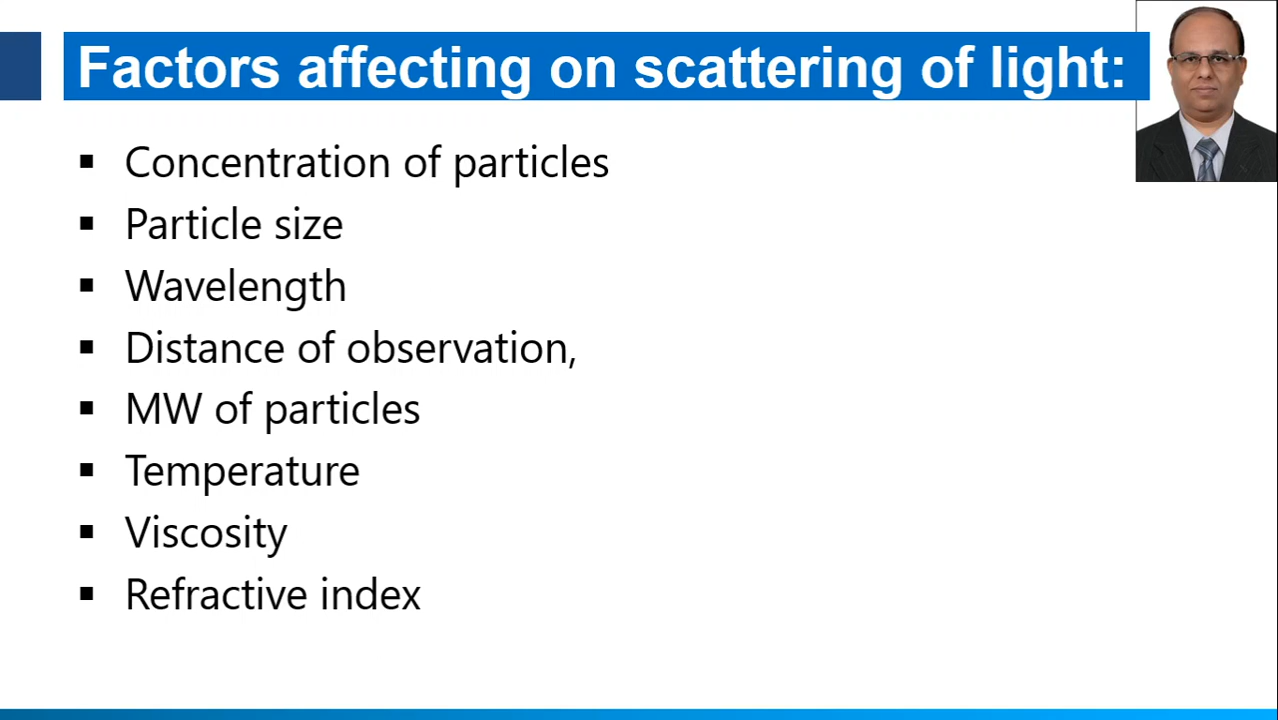 Factors affecting on scattering of light:
▪ Concentration of particles
▪ Particle size
▪ Wavelength
▪ Distance of observation,
▪ MW of particles
▪ Temperature
▪ Viscosity
▪ Refractive index